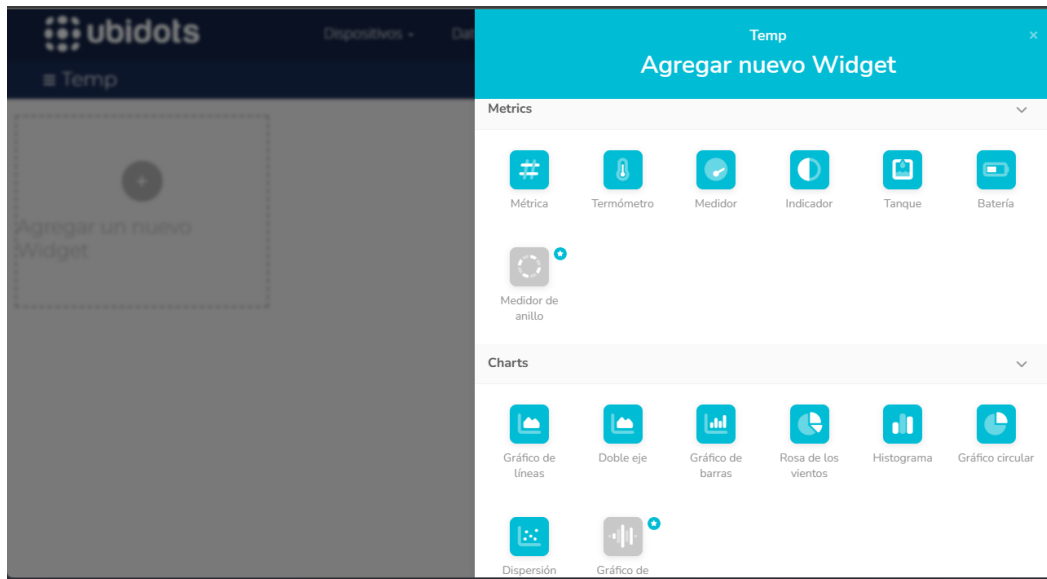 ubidots
Dispositivos
Dat
Temp
Agregar un nuevo
Widget
Temp
Agregar nuevo Widget
Metrics
Métrica
Termómetro
Medidor
Indicador
Tanque
Batería
Medidor de
anillo
Charts
Gráfico de
líneas
Doble eje
Gráfico de
barras
Rosa de los
vientos
Histograma
Gráfico circular
Dispersión
Gráfico de